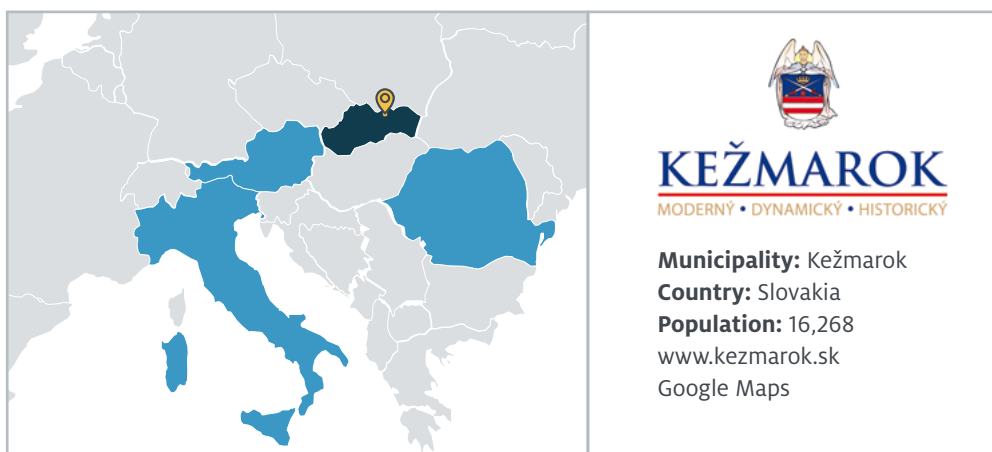 KEŽMAROK
MODERNÝ • DYNAMICKÝ • HISTORICKÝ
Municipality: Kežmarok
Country: Slovakia
Population: 16,268
www.kezmarok.sk
Google Maps